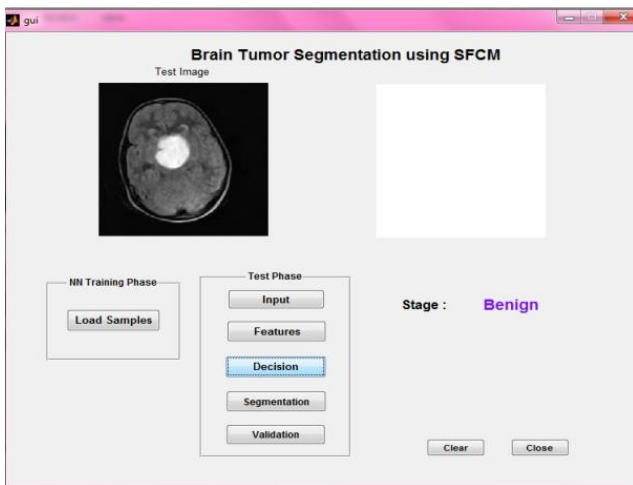 gui
Brain Tumor Segmentation using SFCM
Test Image
NN Training Phase
Load Samples
Test Phase
Input
Features
Decision
Segmentation
Validation
Stage : Benign
Clear
Close